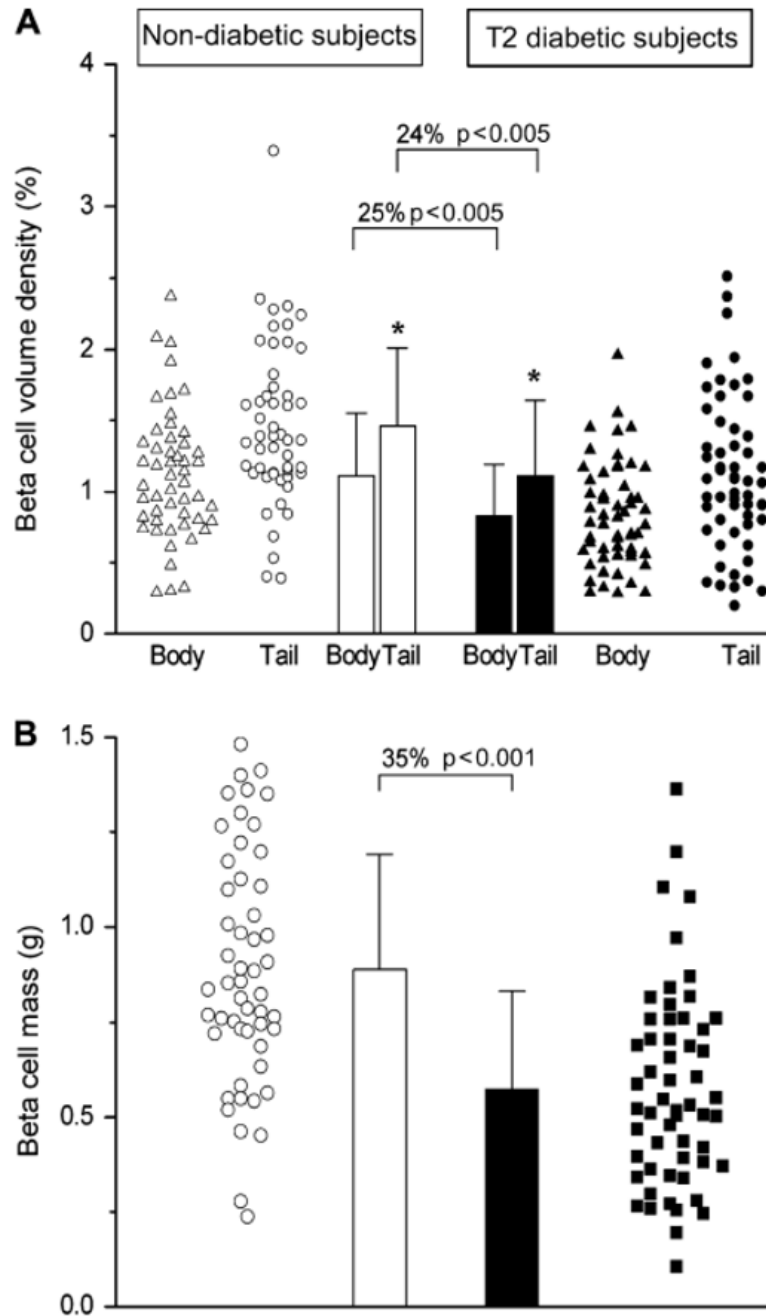 A
Non-diabetic subjects
T2 diabetic subjects
Beta cell volume density (%)
4
3
2
1
0
24% p<0.005
25% p<0.005
*
*
Body Tail Body Tail Body Tail Body Tail
B
Beta cell mass (g)
1.5
1.0
0.5
0.0
35% p<0.001